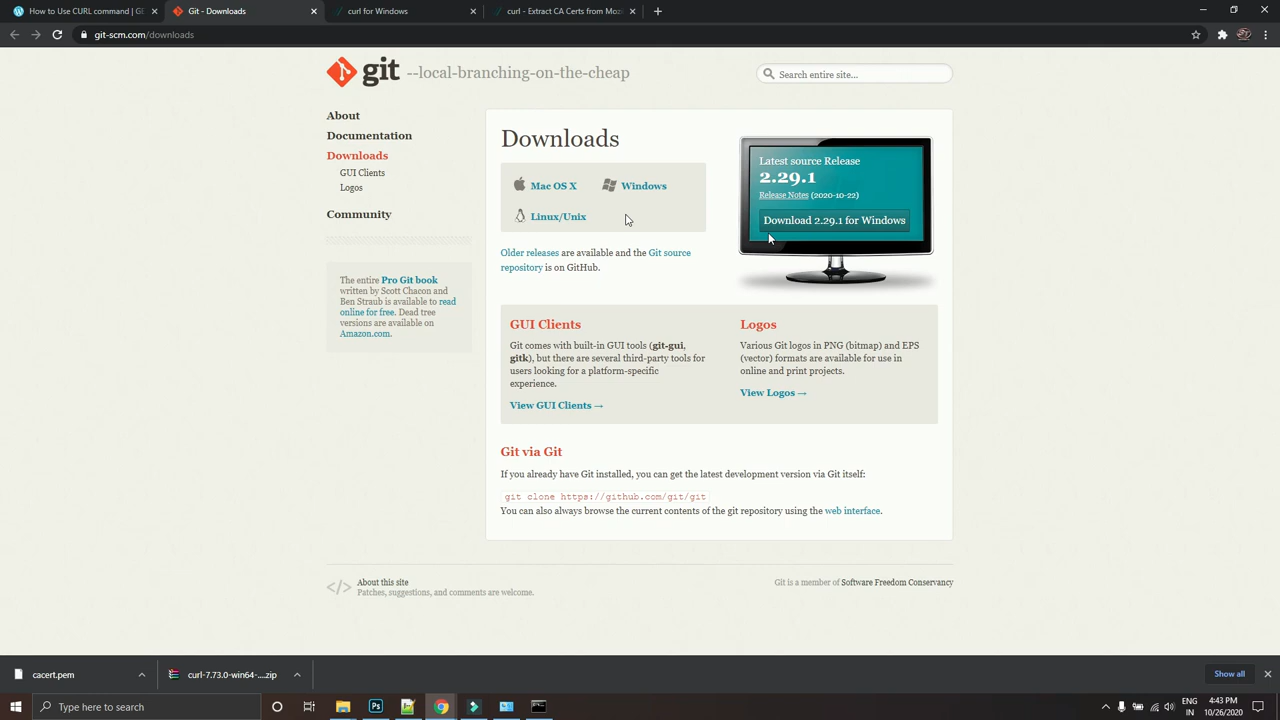 How to Use CURL command | G
Downloads
curl for Windows
curl - Extract CA Certs from Moz
git-scm.com/downloads
git --local-branching-on-the-cheap
Search entire site...
About
Documentation
Downloads
GUI Clients
Logos
Community
The entire Pro Git book
written by Scott Chacon and
Ben Straub is available to read
online for free. Dead tree
versions are available on
Amazon.com.
Downloads
Mac OS X
Windows
Linux/Unix
Older releases are available and the Git source
repository is on GitHub.
Latest source Release
2.29.1
Release Notes (2020-10-22)
Download 2.29.1 for Windows
GUI Clients
Git comes with built-in GUI tools (git-gui,
gitk), but there are several third-party tools for
users looking for a platform-specific
experience.
View GUI Clients →
Logos
Various Git logos in PNG (bitmap) and EPS
(vector) formats are available for use in
online and print projects.
View Logos →
Git via Git
If you already have Git installed, you can get the latest development version via Git itself:
git clone https://github.com/git/git
You can also always browse the current contents of the git repository using the web interface.
</> About this site
Patches, suggestions, and comments are welcome.
Git is a member of Software Freedom Conservancy
cacert.pem
curl-7.73.0-win64-....zip
Show all
Type here to search
Ps
ENG
IN
4:43 PM
10/26/2020